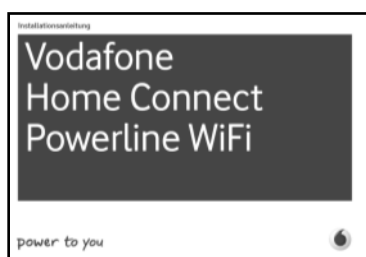 Installationsanleitung
Vodafone
Home Connect
Powerline WiFi
power to you